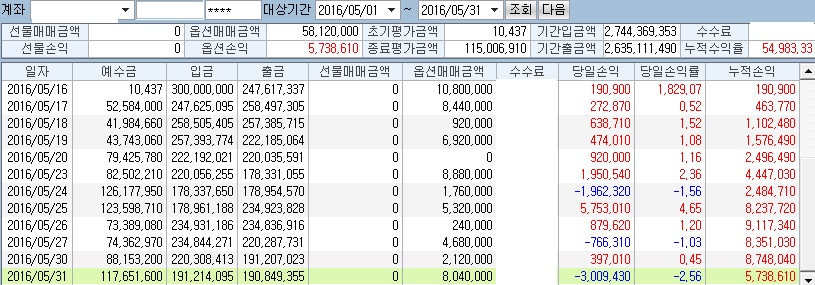 계좌 **** 대상기간 2016/05/01 ~ 2016/05/31 조회 다음
선물매매금액 0 옵션매매금액 58,120,000 초기평가금액 10,437 기간입금액 2,744,369,353 수수료
선물손익 0 옵션손익 5,738,610 종료평가금액 115,006,910 기간출금액 2,635,111,490 누적수익률 54,983,33
일자 예수금 입금 출금 선물매매금액 옵션매매금액 수수료 당일손익 당일손익률 누적손익
2016/05/16 10,437 300,000,000 247,617,337 0 10,800,000 190,900 1,829,07 190,900
2016/05/17 52,584,000 247,625,095 258,497,305 0 8,440,000 272,870 0,52 463,770
2016/05/18 41,984,660 258,505,405 257,385,715 0 920,000 638,710 1,52 1,102,480
2016/05/19 43,743,060 257,393,774 222,185,064 0 6,920,000 474,010 1,08 1,576,490
2016/05/20 79,425,780 222,192,021 220,035,591 0 0 920,000 1,16 2,496,490
2016/05/23 82,502,210 220,056,255 178,331,055 0 8,880,000 1,950,540 2,36 4,447,030
2016/05/24 126,177,950 178,337,650 178,954,570 0 1,760,000 -1,962,320 -1,56 2,484,710
2016/05/25 123,598,710 178,961,188 234,923,828 0 5,320,000 5,753,010 4,65 8,237,720
2016/05/26 73,389,080 234,931,186 234,836,916 0 240,000 879,620 1,20 9,117,340
2016/05/27 74,362,970 234,844,271 220,287,731 0 4,680,000 -766,310 -1,03 8,351,030
2016/05/30 88,153,200 220,308,413 191,207,023 0 2,120,000 397,010 0,45 8,748,040
2016/05/31 117,651,600 191,214,095 190,849,355 0 8,040,000 -3,009,430 -2,56 5,738,610